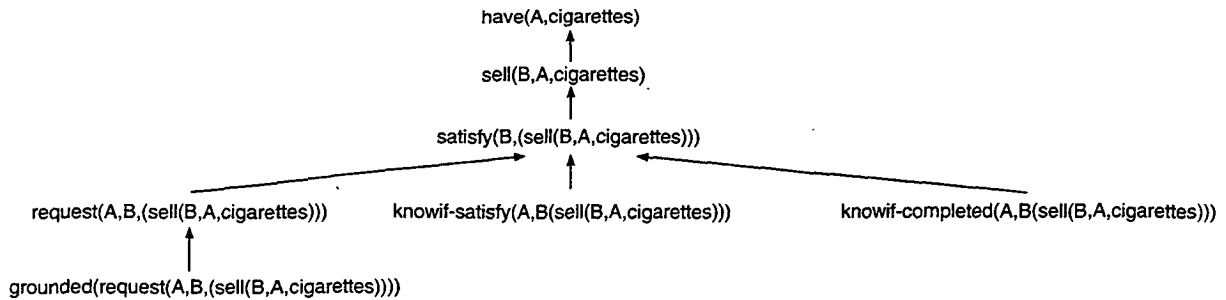 have(A,cigarettes)
sell(B,A,cigarettes)
satisfy(B,(sell(B,A,cigarettes)))
request(A,B,(sell(B,A,cigarettes))) knowif-satisfy(A,B(sell(B,A,cigarettes))) knowif-completed(A,B(sell(B,A,cigarettes)))
grounded(request(A,B,(sell(B,A,cigarettes))))